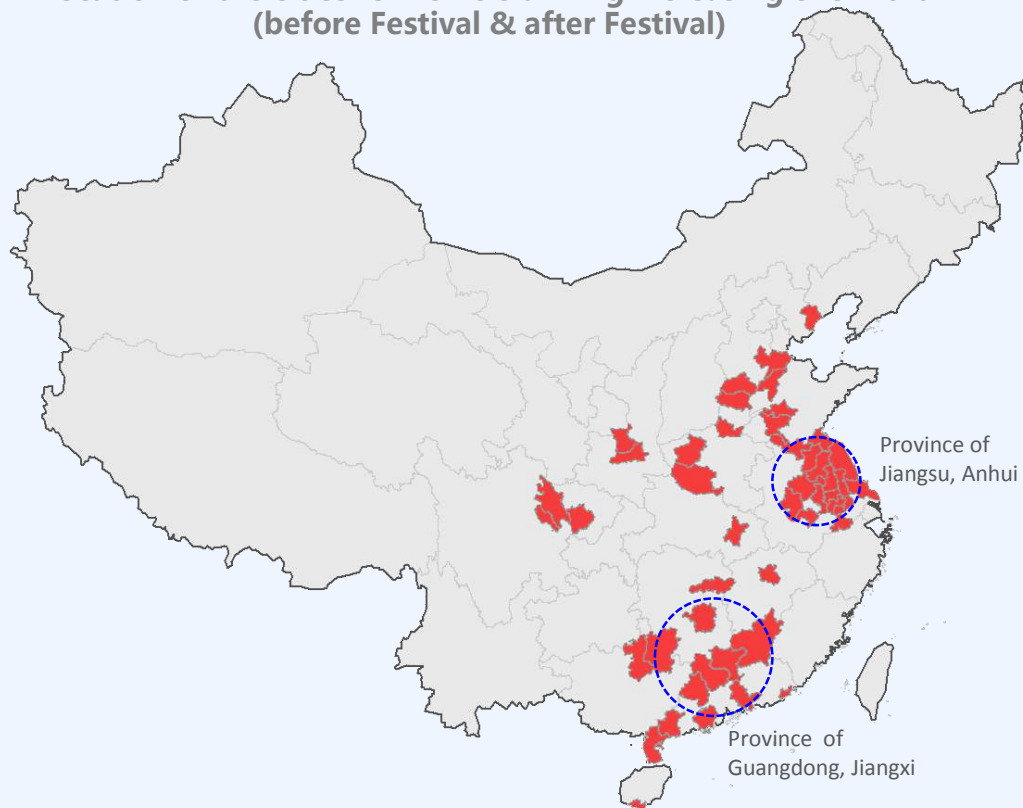 (before Festival & after Festival)
Province of
Jiangsu, Anhui
Province of
Guangdong, Jiangxi